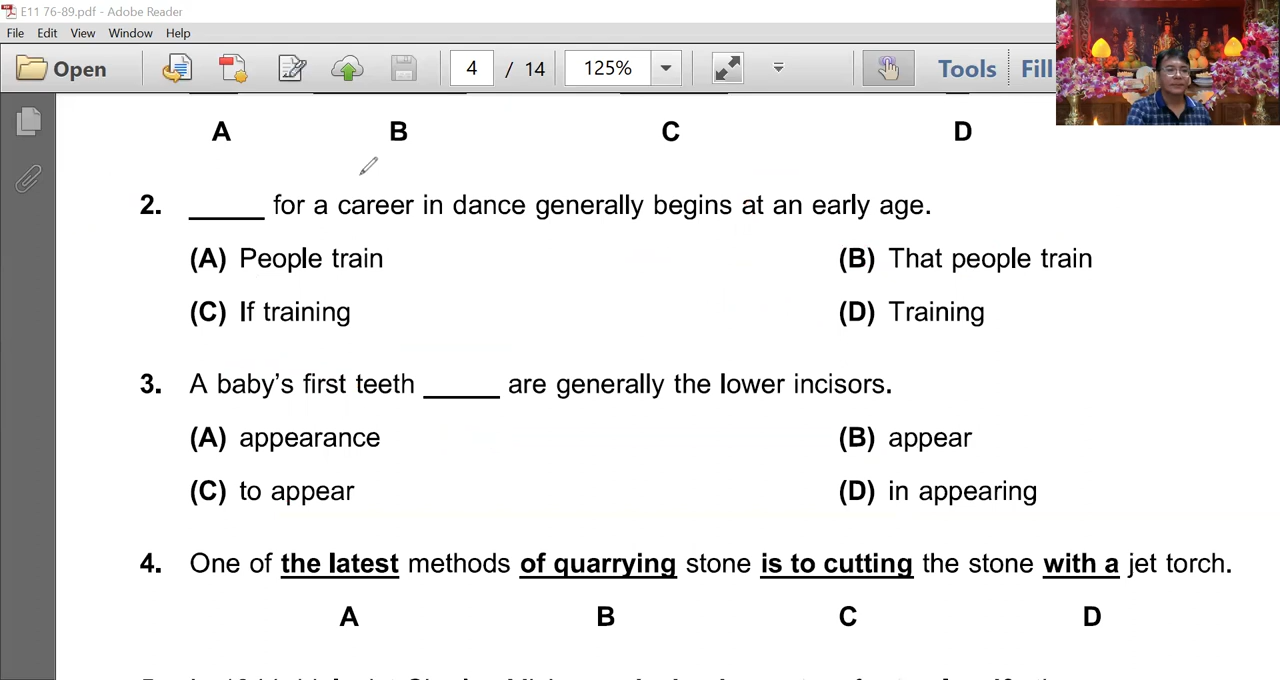 E11 76-89.pdf - Adobe Reader
File Edit View Window Help
Open 4 / 14 125% Tools Fill
A B C D
2. _____ for a career in dance generally begins at an early age.
(A) People train (B) That people train
(C) If training (D) Training
3. A baby's first teeth _____ are generally the lower incisors.
(A) appearance (B) appear
(C) to appear (D) in appearing
4. One of the latest methods of quarrying stone is to cutting the stone with a jet torch.
A B C D